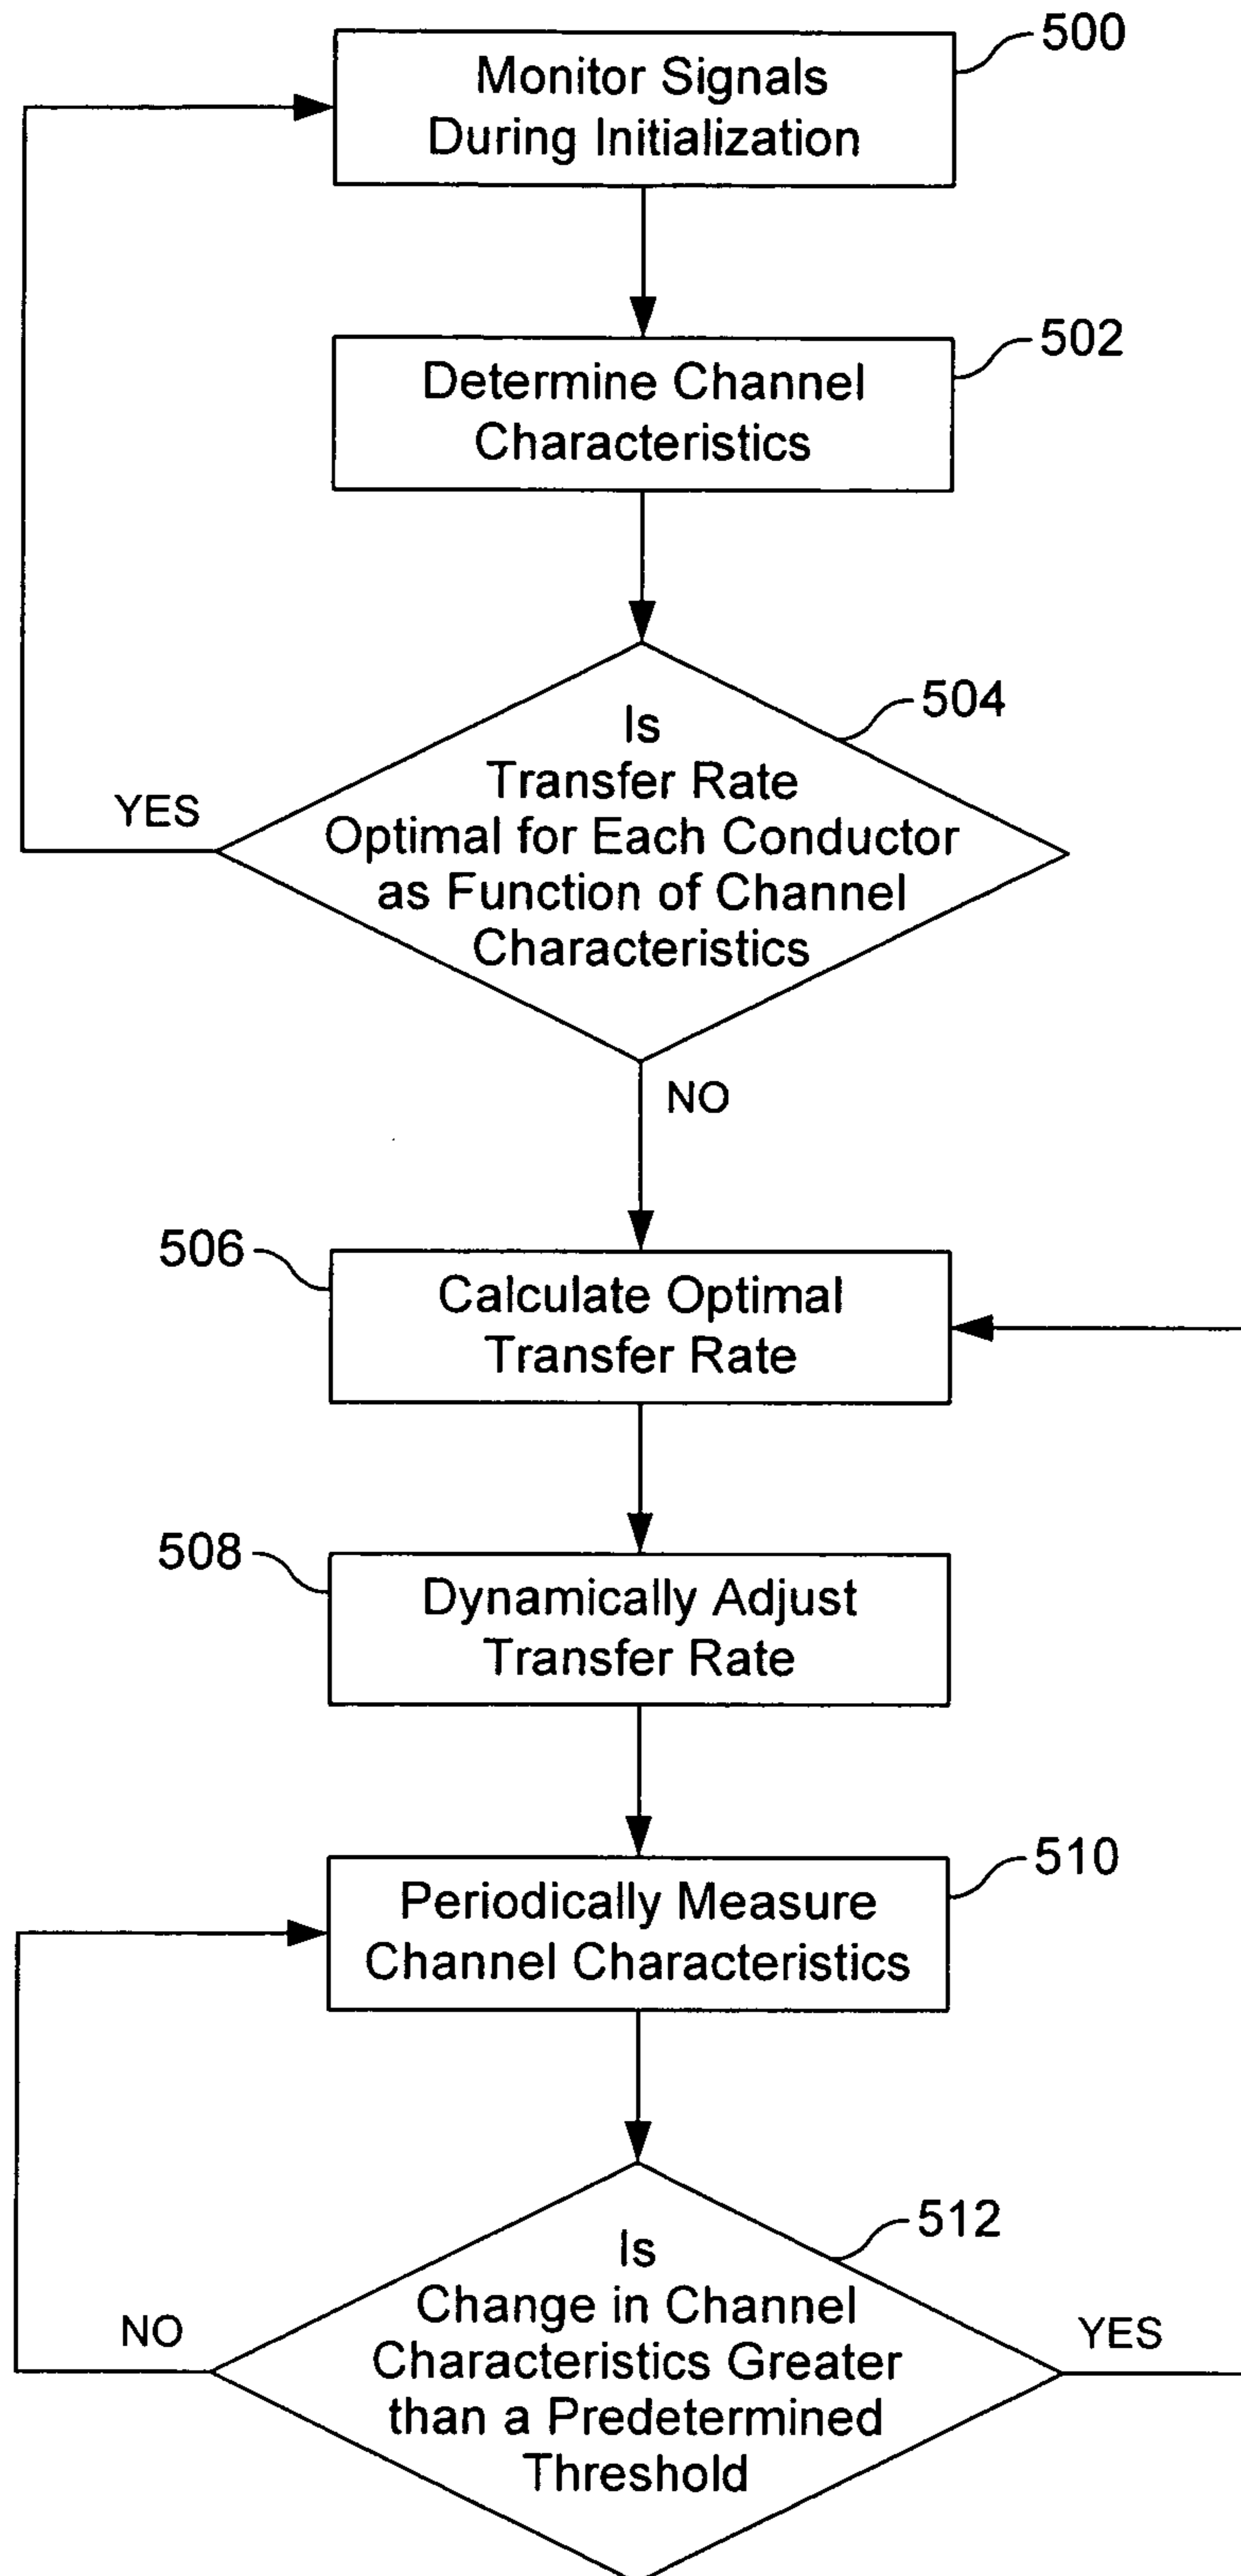 500
Monitor Signals
During Initialization
502
Determine Channel
Characteristics
504
Is
Transfer Rate
Optimal for Each Conductor
as Function of Channel
Characteristics
YES
NO
506
Calculate Optimal
Transfer Rate
508
Dynamically Adjust
Transfer Rate
510
Periodically Measure
Channel Characteristics
512
Is
Change in Channel
Characteristics Greater
than a Predetermined
Threshold
NO
YES